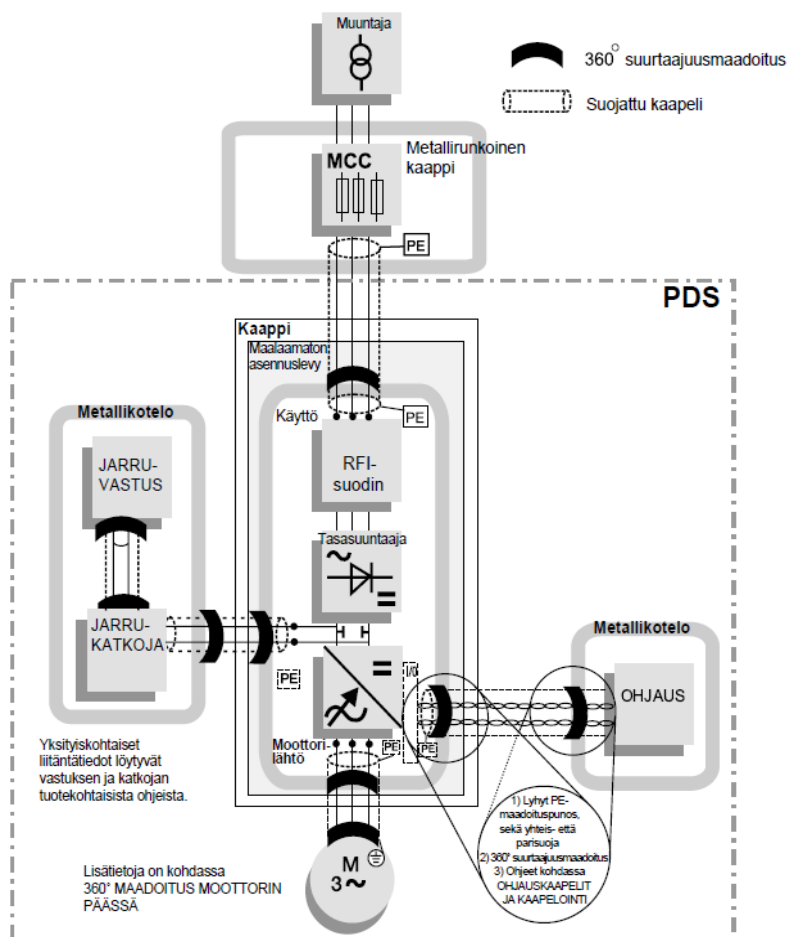 Muuntaja
360° suurtaajuusmaadoitus
Suojattu kaapeli
MCC
Metallirunkoinen
kaappi
PE
PDS
Kaappi
Maalaamaton
asennuslevy
Käyttö
PE
RFI-
suodin
Metallikotelo
JARRU-
VASTUS
Tasasuuntaaja
JARRU-
KATKOJA
PE
I/0
Metallikotelo
OHJAUS
Moottori-
lähtö
PE
PE
Yksityiskohtaiset
liitäntätiedot löytyvät
vastuksen ja katkojan
tuotekohtaisista ohjeista.
1) Lyhyt PE-
maadoituspunos,
sekä yhteis- että
parisuoja
2) 360° suurtaajuusmaadoitus
3) Ohjeet kohdassa
OHJAUSKAAPELIT
JA KAAPELOINTI
M
3~
Lisätietoja on kohdassa
360° MAADOITUS MOOTTORIN
PÄÄSSÄ